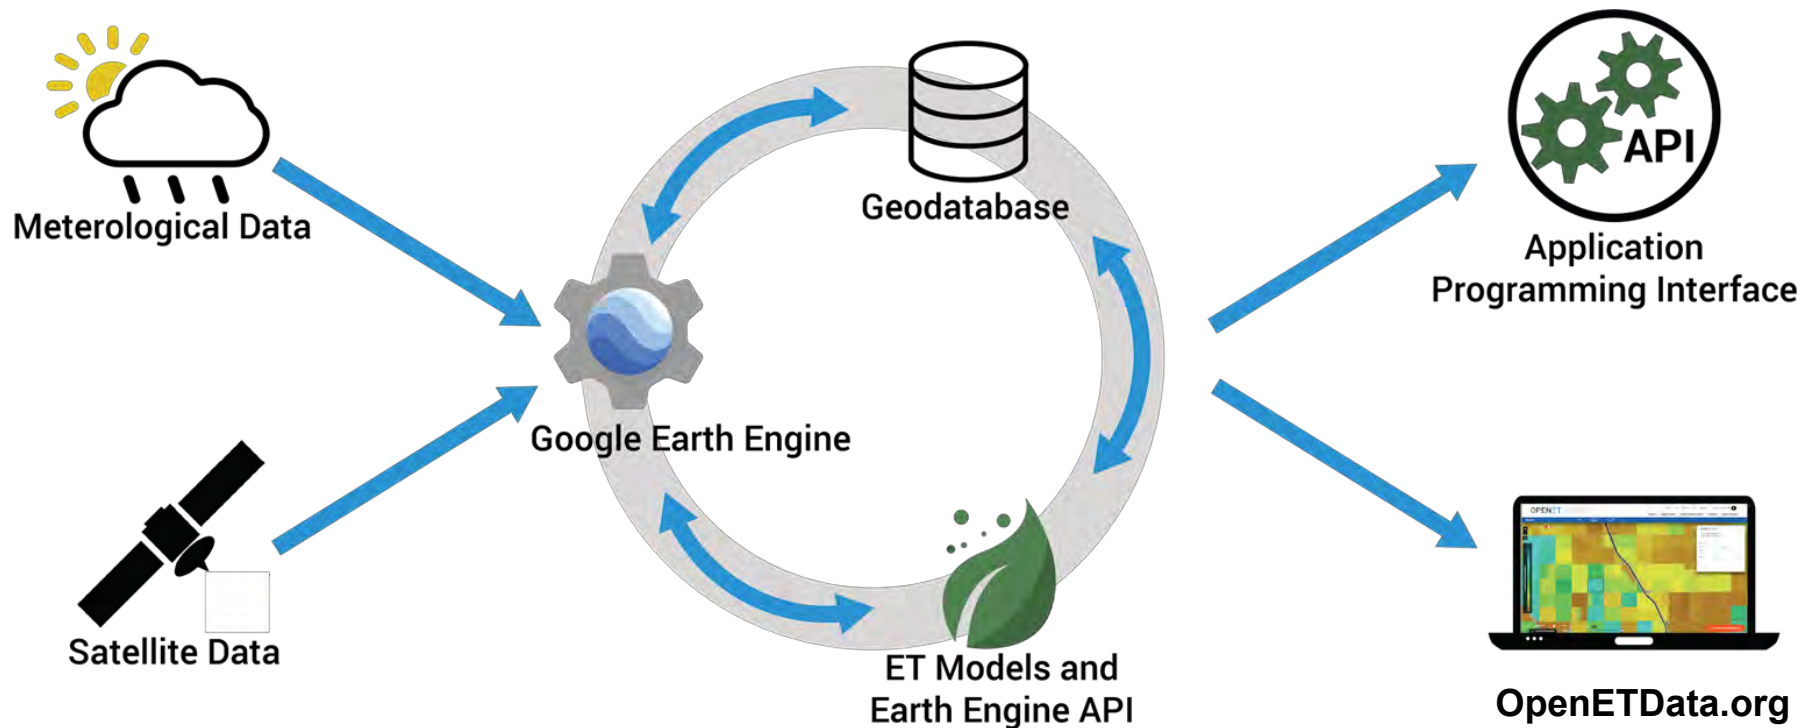 Meterological Data
Satellite Data
Geodatabase
Google Earth Engine
ET Models and
Earth Engine API
API
Application
Programming Interface
OPENET
OpenETData.org